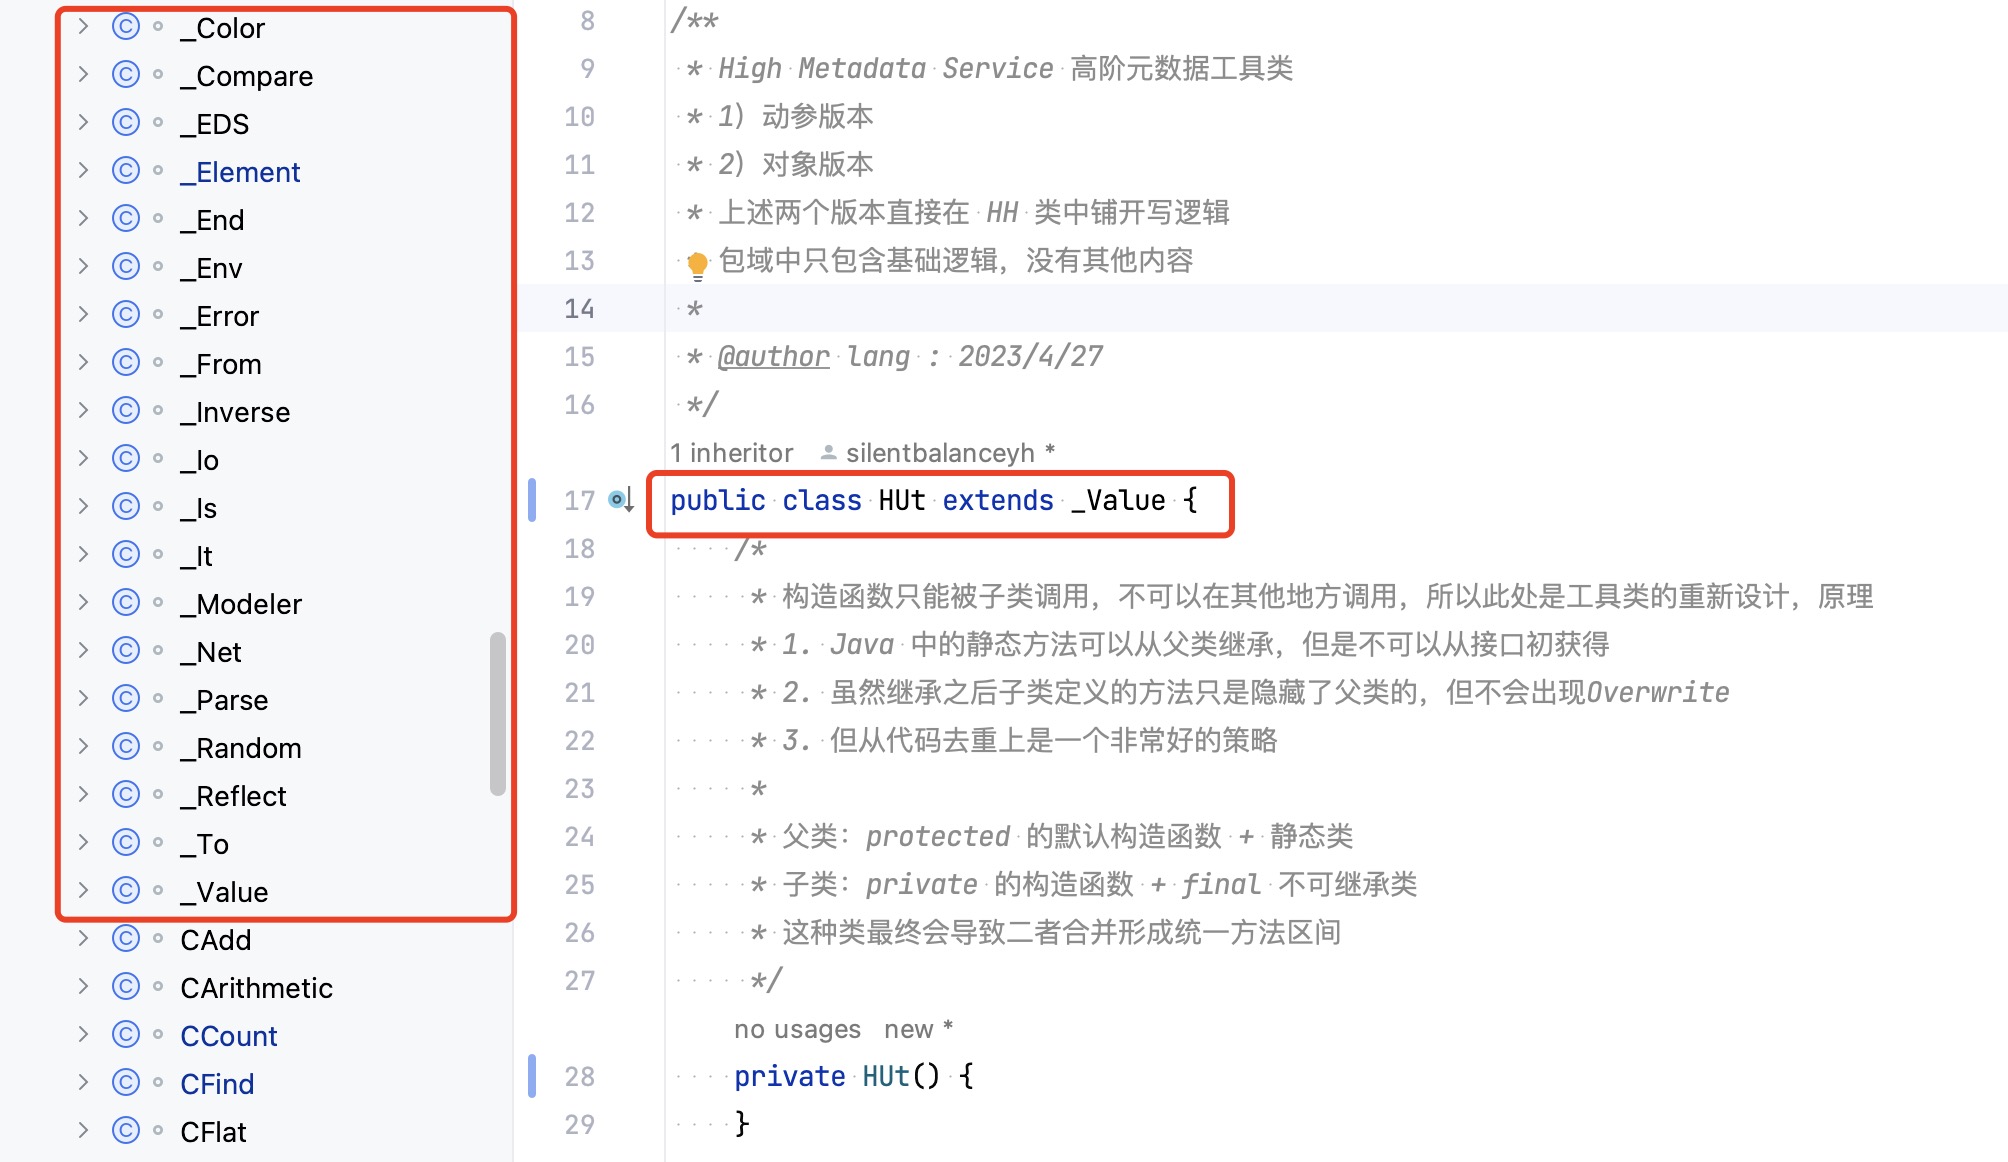 _Color
_Compare
_EDS
_Element
_End
_Env
_Error
_From
_Inverse
_Io
_Is
_It
_Modeler
_Net
_Parse
_Random
_Reflect
_To
_Value
CAdd
CArithmetic
CCount
CFind
CFlat
8 /**
9 * High Metadata Service 高阶元数据工具类
10 * 1）动参版本
11 * 2）对象版本
12 * 上述两个版本直接在 HH 类中铺开写逻辑
13 包域中只包含基础逻辑，没有其他内容
14 *
15 * @author lang : 2023/4/27
16 */
1 inheritor silentbalanceyh *
17 public class HUt extends _Value {
18 /*
19 * 构造函数只能被子类调用，不可以在其他地方调用，所以此处是工具类的重新设计，原理
20 * 1. Java 中的静态方法可以从父类继承，但是不可以从接口初获得
21 * 2. 虽然继承之后子类定义的方法只是隐藏了父类的，但不会出现Overwrite
22 * 3. 但从代码去重上是一个非常好的策略
23 *
24 * 父类：protected 的默认构造函数 + 静态类
25 * 子类：private 的构造函数 + final 不可继承类
26 * 这种类最终会导致二者合并形成统一方法区间
27 */
no usages new *
28 private HUt() {
29 }